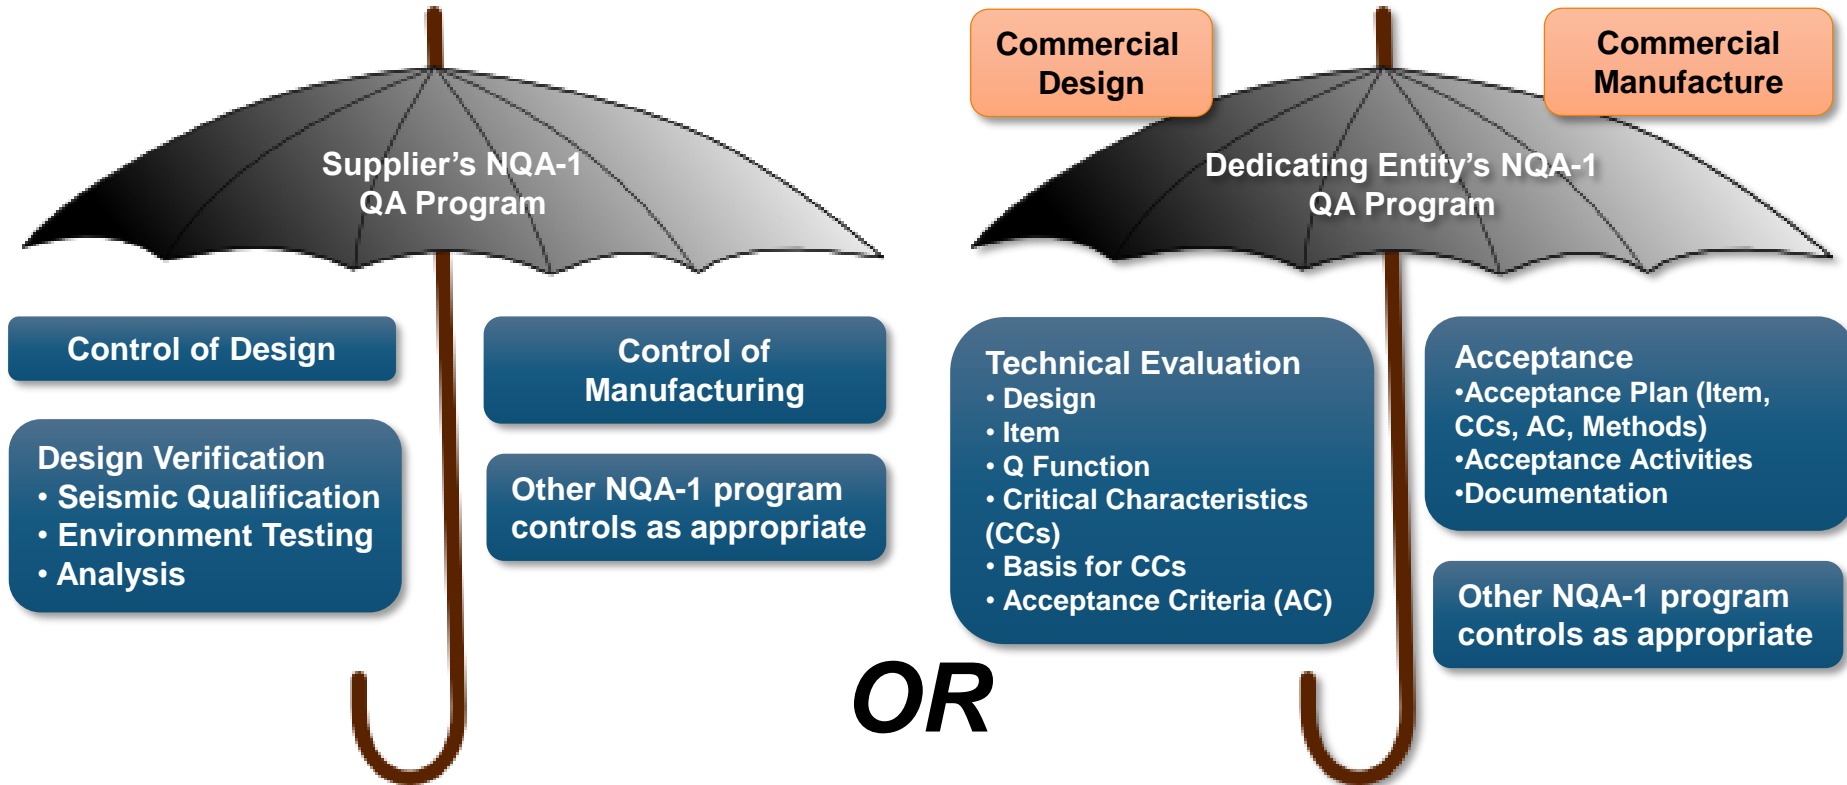 Supplier's NQA-1
QA Program
Control of Design
Control of
Manufacturing
Design Verification
• Seismic Qualification
• Environment Testing
• Analysis
Other NQA-1 program
controls as appropriate
OR
Commercial
Design
Commercial
Manufacture
Dedicating Entity's NQA-1
QA Program
Technical Evaluation
• Design
• Item
• Q Function
• Critical Characteristics
(CCs)
• Basis for CCs
• Acceptance Criteria (AC)
Acceptance
•Acceptance Plan (Item,
CCs, AC, Methods)
•Acceptance Activities
•Documentation
Other NQA-1 program
controls as appropriate